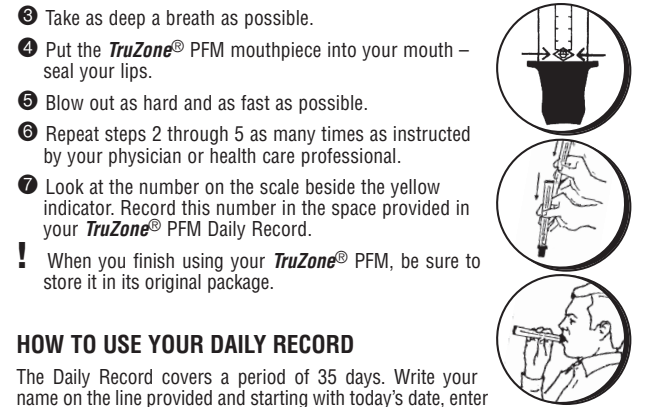 ❸ Take as deep a breath as possible.
❹ Put the TruZone® PFM mouthpiece into your mouth –
seal your lips.
❺ Blow out as hard and as fast as possible.
❻ Repeat steps 2 through 5 as many times as instructed
by your physician or health care professional.
❼ Look at the number on the scale beside the yellow
indicator. Record this number in the space provided in
your TruZone® PFM Daily Record.
! When you finish using your TruZone® PFM, be sure to
store it in its original package.
HOW TO USE YOUR DAILY RECORD
The Daily Record covers a period of 35 days. Write your
name on the line provided and starting with today's date, enter